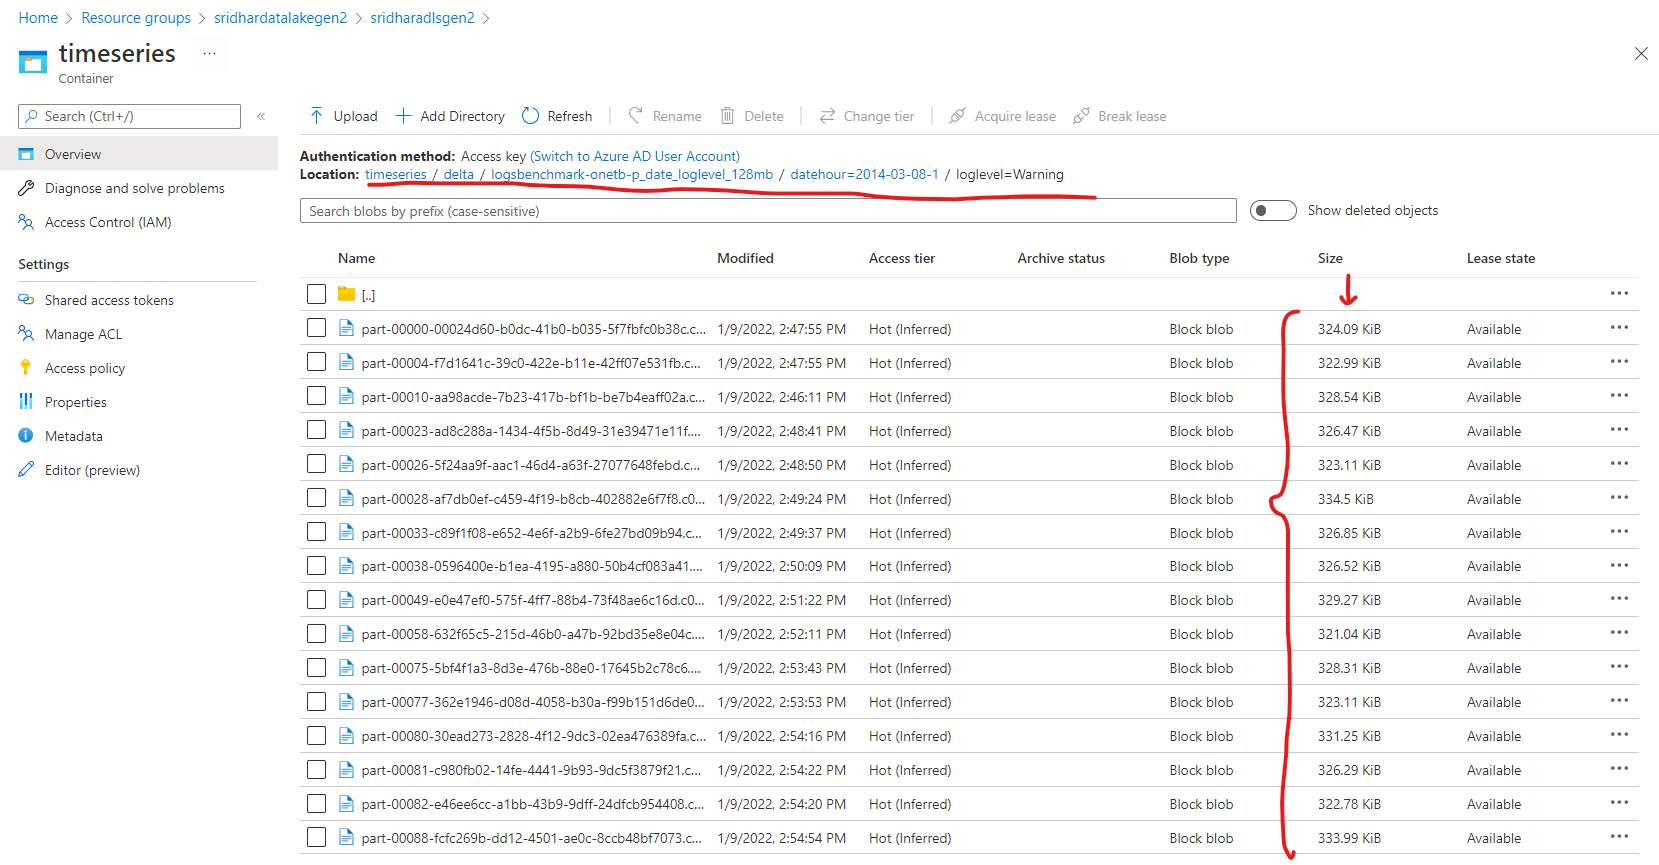 Home > Resource groups > sridhardatalakegen2 > sridharadlsgen2 >
timeseries ...
Container
Search (Ctrl+/) «
Overview
Diagnose and solve problems
Access Control (IAM)
Settings
Shared access tokens
Manage ACL
Access policy
Properties
Metadata
Editor (preview)
Upload Add Directory Refresh Rename Delete Change tier Acquire lease Break lease
Authentication method: Access key (Switch to Azure AD User Account)
Location: timeseries / delta / logsbenchmark-onetb-p_date_loglevel_128mb / datehour=2014-03-08-1 / loglevel=Warning
Search blobs by prefix (case-sensitive) Show deleted objects
Name Modified Access tier Archive status Blob type Size Lease state
[..] ...
part-00000-00024d60-b0dc-41b0-b035-5f7fbfc0b38c.c... 1/9/2022, 2:47:55 PM Hot (Inferred) Block blob 324.09 KiB Available ...
part-00004-f7d1641c-39c0-422e-b11e-42ff07e531fb.c... 1/9/2022, 2:47:55 PM Hot (Inferred) Block blob 322.99 KiB Available ...
part-00010-aa98acde-7b23-417b-bf1b-be7b4eaff02a.c... 1/9/2022, 2:46:11 PM Hot (Inferred) Block blob 328.54 KiB Available ...
part-00023-ad8c288a-1434-4f5b-8d49-31e39471e11f.... 1/9/2022, 2:48:41 PM Hot (Inferred) Block blob 326.47 KiB Available ...
part-00026-5f24aa9f-aac1-46d4-a63f-27077648febd.c... 1/9/2022, 2:48:50 PM Hot (Inferred) Block blob 323.11 KiB Available ...
part-00028-af7db0ef-c459-4f19-b8cb-402882e6f7f8.c0... 1/9/2022, 2:49:24 PM Hot (Inferred) Block blob 334.5 KiB Available ...
part-00033-c89f1f08-e652-4e6f-a2b9-6fe27bd09b94.c... 1/9/2022, 2:49:37 PM Hot (Inferred) Block blob 326.85 KiB Available ...
part-00038-0596400e-b1ea-4195-a880-50b4cf083a41.... 1/9/2022, 2:50:09 PM Hot (Inferred) Block blob 326.52 KiB Available ...
part-00049-e0e47ef0-575f-4ff7-88b4-73f48ae6c16d.c0... 1/9/2022, 2:51:22 PM Hot (Inferred) Block blob 329.27 KiB Available ...
part-00058-632f65c5-215d-46b0-a47b-92bd35e8e04c.... 1/9/2022, 2:52:11 PM Hot (Inferred) Block blob 321.04 KiB Available ...
part-00075-5bf4f1a3-8d3e-476b-88e0-17645b2c78c6.... 1/9/2022, 2:53:43 PM Hot (Inferred) Block blob 328.31 KiB Available ...
part-00077-362e1946-d08d-4058-b30a-f99b151d6de0... 1/9/2022, 2:53:53 PM Hot (Inferred) Block blob 323.11 KiB Available ...
part-00080-30ead273-2828-4f12-9dc3-02ea476389fa.c... 1/9/2022, 2:54:16 PM Hot (Inferred) Block blob 331.25 KiB Available ...
part-00081-c980fb02-14fe-4441-9b93-9dc5f3879f21.c... 1/9/2022, 2:54:22 PM Hot (Inferred) Block blob 326.29 KiB Available ...
part-00082-e46ee6cc-a1bb-43b9-9dff-24dfcb954408.c... 1/9/2022, 2:54:20 PM Hot (Inferred) Block blob 322.78 KiB Available ...
part-00088-fcfc269b-dd12-4501-ae0c-8ccb48bf7073.c... 1/9/2022, 2:54:54 PM Hot (Inferred) Block blob 333.99 KiB Available ...